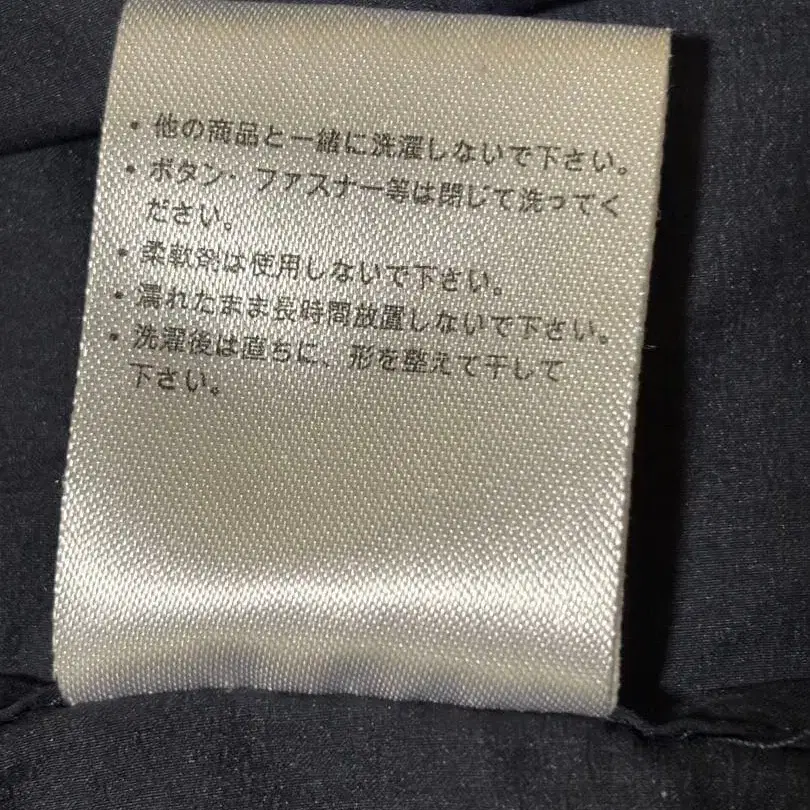 ・他の商品と一緒に洗濯しないで下さい。
・ボタン・ファスナー等は閉じて洗ってく
ださい。
・柔軟剤は使用しないで下さい。
・濡れたまま長時間放置しないで下さい。
・洗濯後は直ちに、形を整えて干して
下さい。